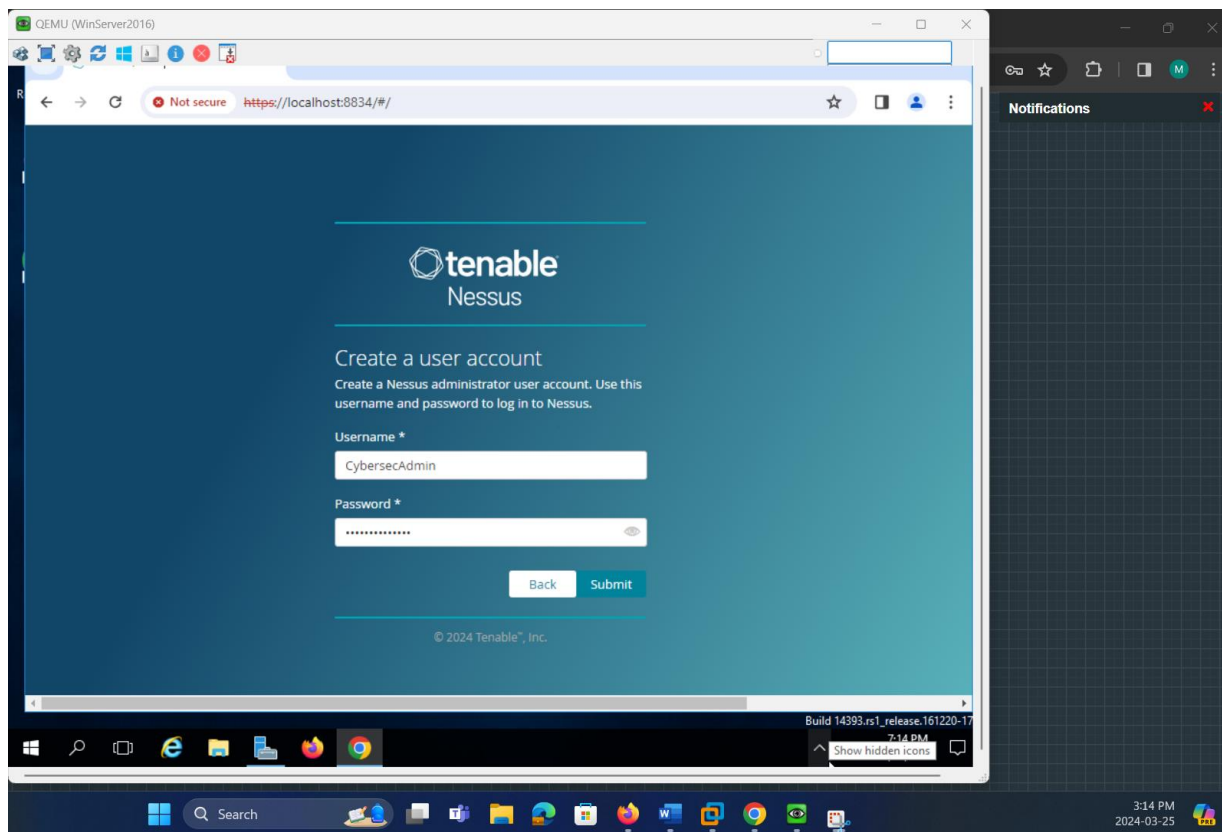 QEMU (WinServer2016)
Not secure https://localhost:8834/#/
M
Notifications
tenable
Nessus
Create a user account
Create a Nessus administrator user account. Use this
username and password to log in to Nessus.
Username *
CybersecAdmin
Password *
••••••••••••••
Back Submit
© 2024 Tenable™, Inc.
Build 14393.rs1_release.161220-17
7:14 PM
Show hidden icons
Search
3:14 PM
2024-03-25
PRE